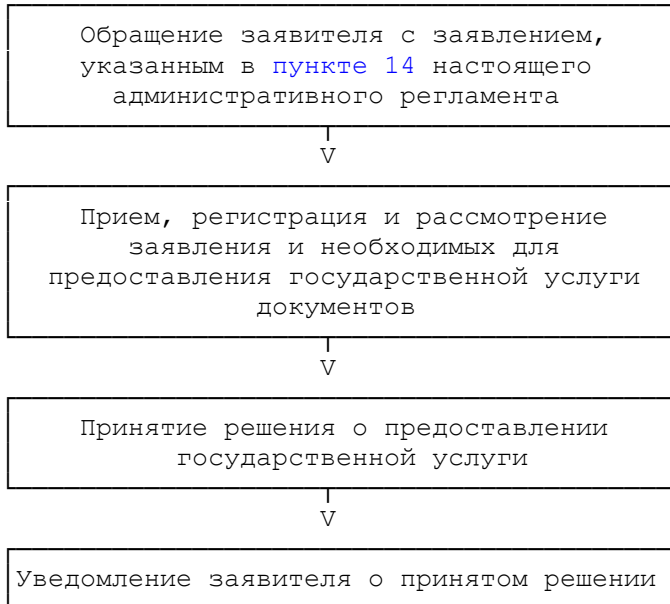 Обращение заявителя с заявлением,
указанным в пункте 14 настоящего
административного регламента
V
Прием, регистрация и рассмотрение
заявления и необходимых для
предоставления государственной услуги
документов
V
Принятие решения о предоставлении
государственной услуги
V
Уведомление заявителя о принятом решении